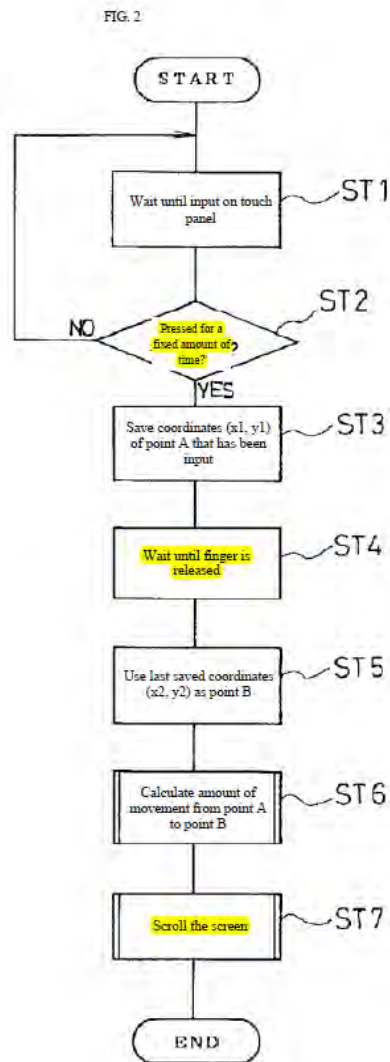 FIG. 2
START
Wait until input on touch
panel
ST1
Pressed for a
fixed amount of
time?
?
ST2
NO
YES
Save coordinates (x1, y1)
of point A that has been
input
ST3
Wait until finger is
released
ST4
Use last saved coordinates
(x2, y2) as point B
ST5
Calculate amount of
movement from point A
to point B
ST6
Scroll the screen
ST7
END